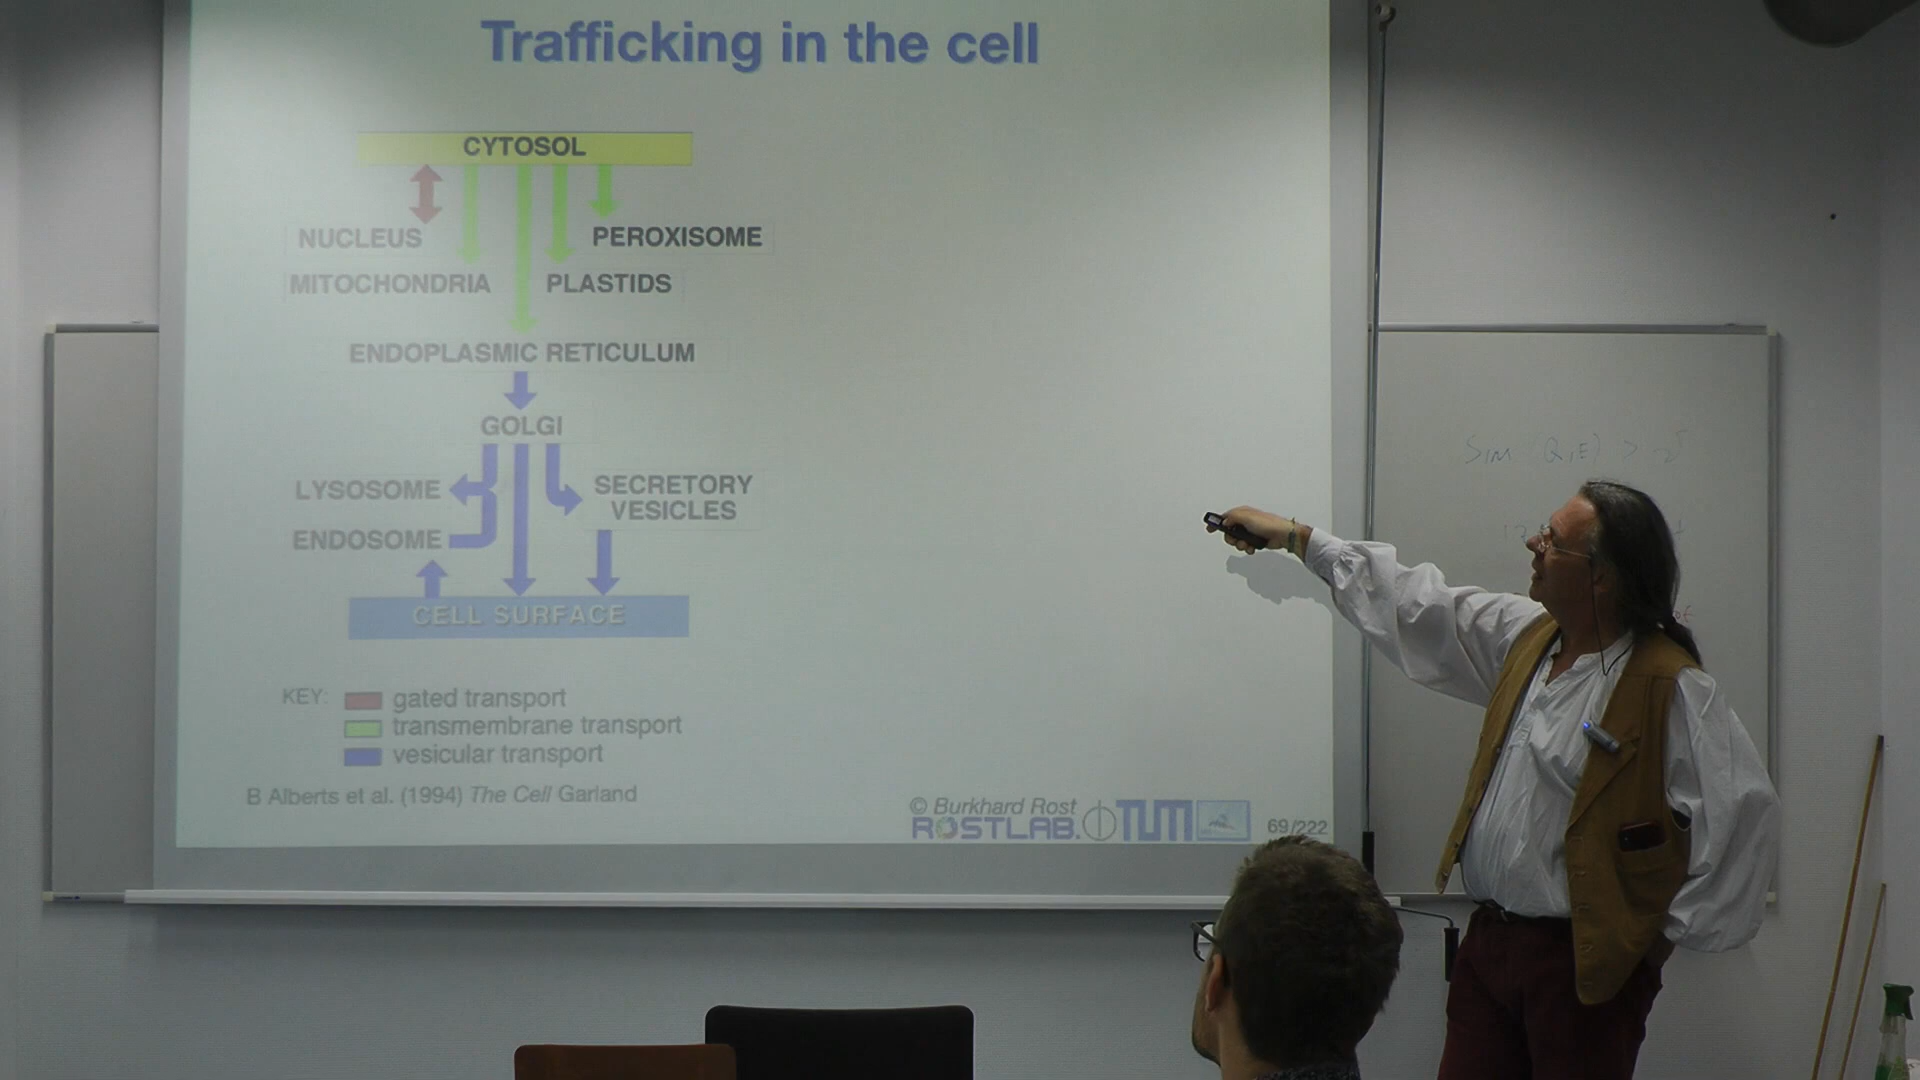 Trafficking in the cell
CYTOSOL
NUCLEUS
PEROXISOME
MITOCHONDRIA
PLASTIDS
ENDOPLASMIC RETICULUM
GOLGI
LYSOSOME
SECRETORY
VESICLES
ENDOSOME
CELL SURFACE
KEY:
gated transport
transmembrane transport
vesicular transport
B Alberts et al. (1994) The Cell Garland
© Burkhard Rost
ROSTLAB.
TUM
69/222
Sim (Q,E) >